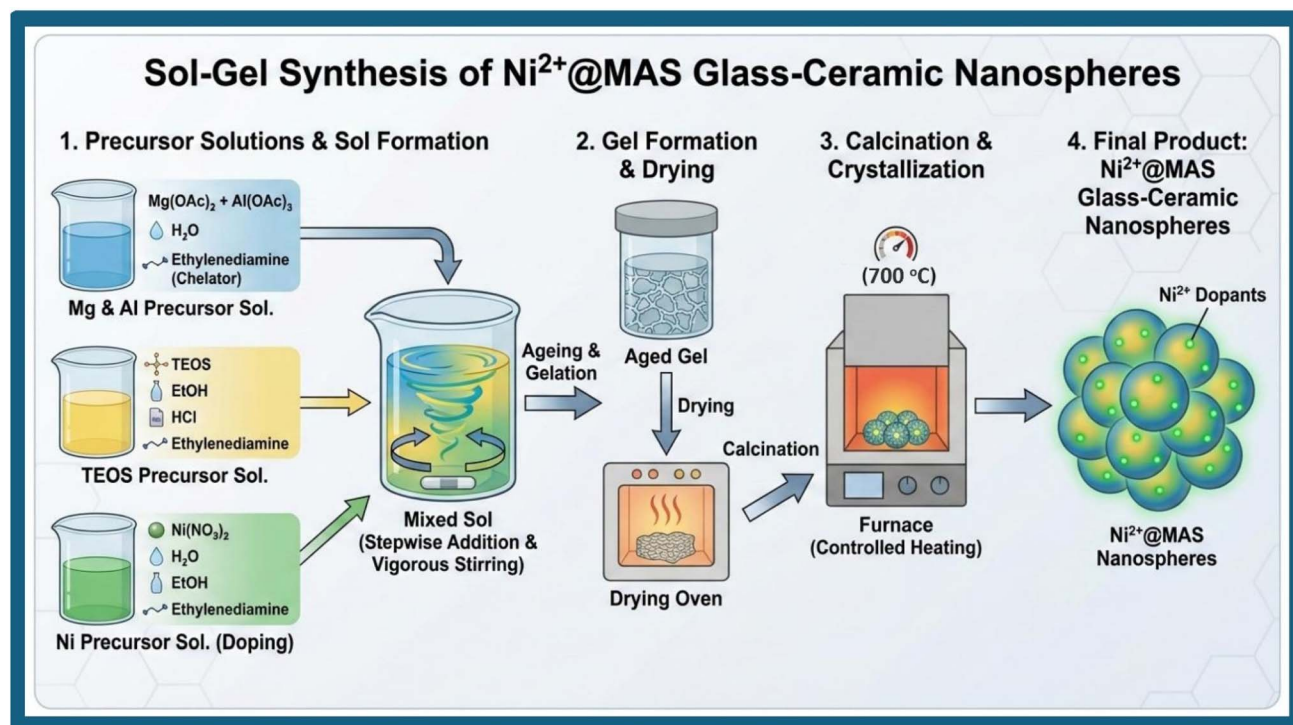 Sol-Gel Synthesis of Ni²⁺@MAS Glass-Ceramic Nanospheres
1. Precursor Solutions & Sol Formation
Mg(OAc)₂ + Al(OAc)₃
H₂O
Ethylenediamine
(Chelator)
Mg & Al Precursor Sol.
TEOS
EtOH
HCl
Ethylenediamine
TEOS Precursor Sol.
Ni(NO₃)₂
H₂O
EtOH
Ethylenediamine
Ni Precursor Sol. (Doping)
Mixed Sol
(Stepwise Addition &
Vigorous Stirring)
Ageing &
Gelation
2. Gel Formation
& Drying
Aged Gel
Drying
Drying Oven
Calcination
3. Calcination &
Crystallization
(700 °C)
Furnace
(Controlled Heating)
4. Final Product:
Ni²⁺@MAS
Glass-Ceramic
Nanospheres
Ni²⁺ Dopants
Ni²⁺@MAS
Nanospheres